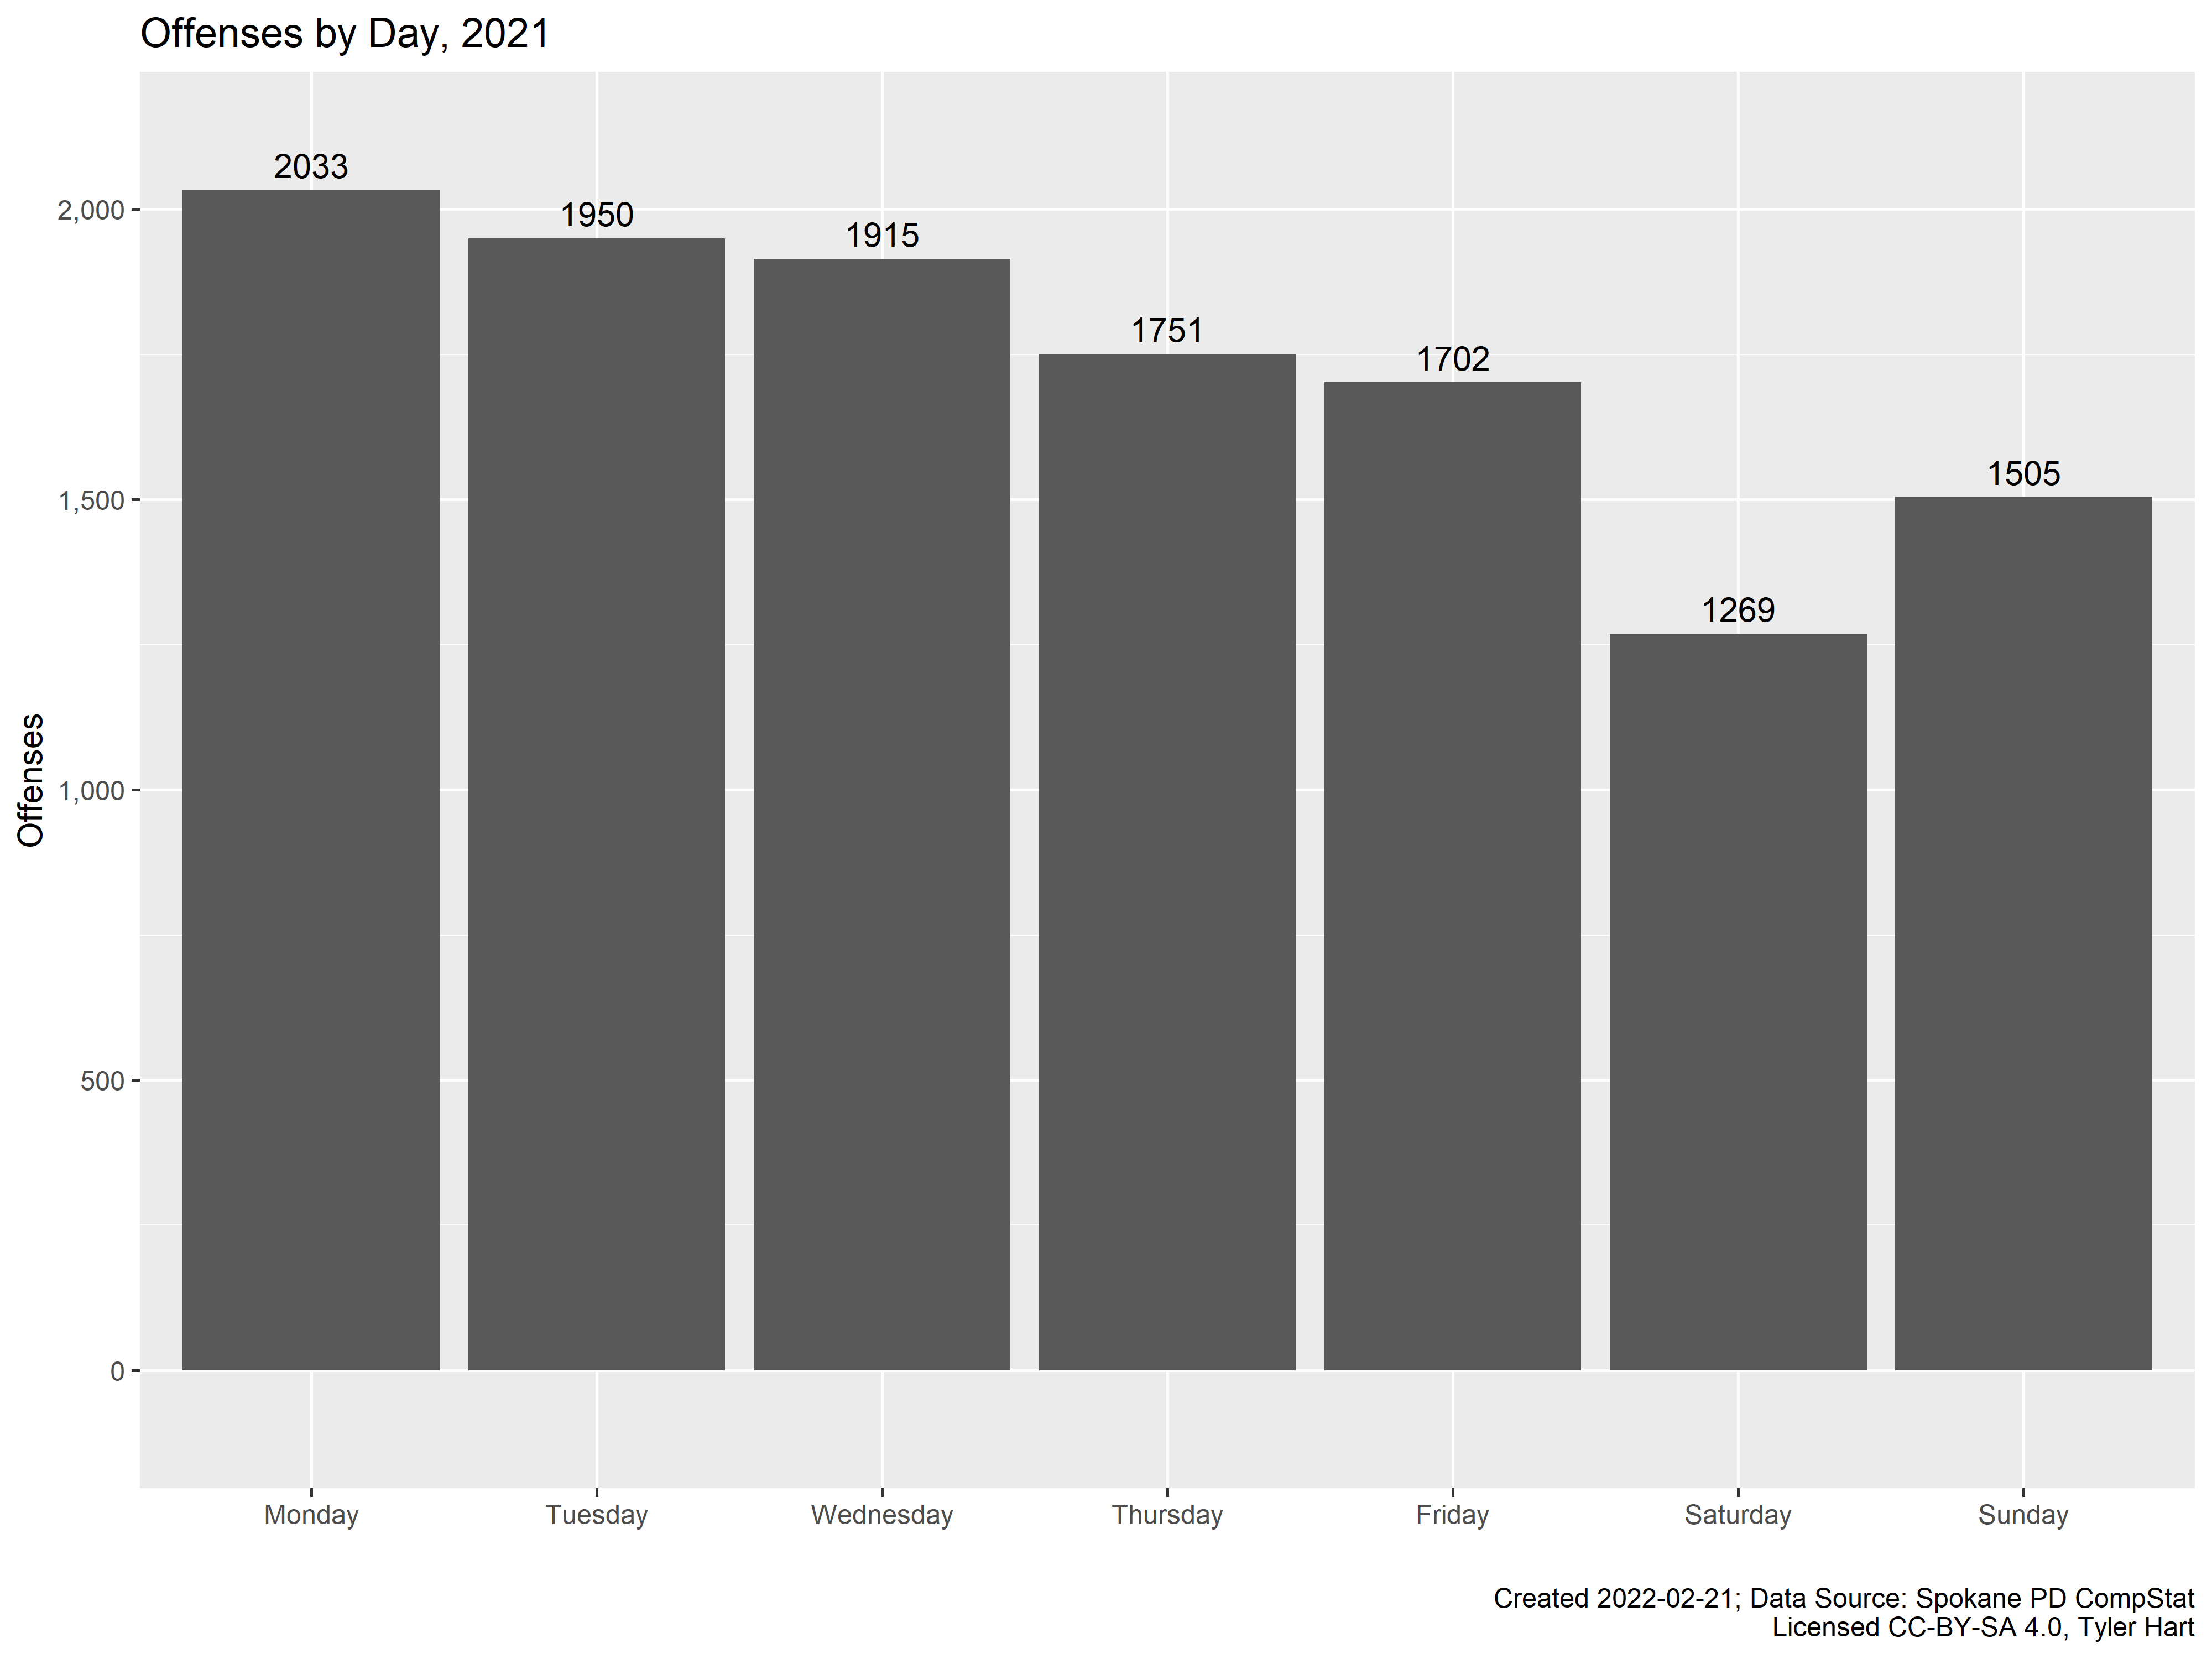 Offenses by Day, 2021
2033
1950
1915
1751
1702
1269
1505
2,000
1,500
1,000
500
0
Offenses
Monday
Tuesday
Wednesday
Thursday
Friday
Saturday
Sunday
Created 2022-02-21; Data Source: Spokane PD CompStat
Licensed CC-BY-SA 4.0, Tyler Hart